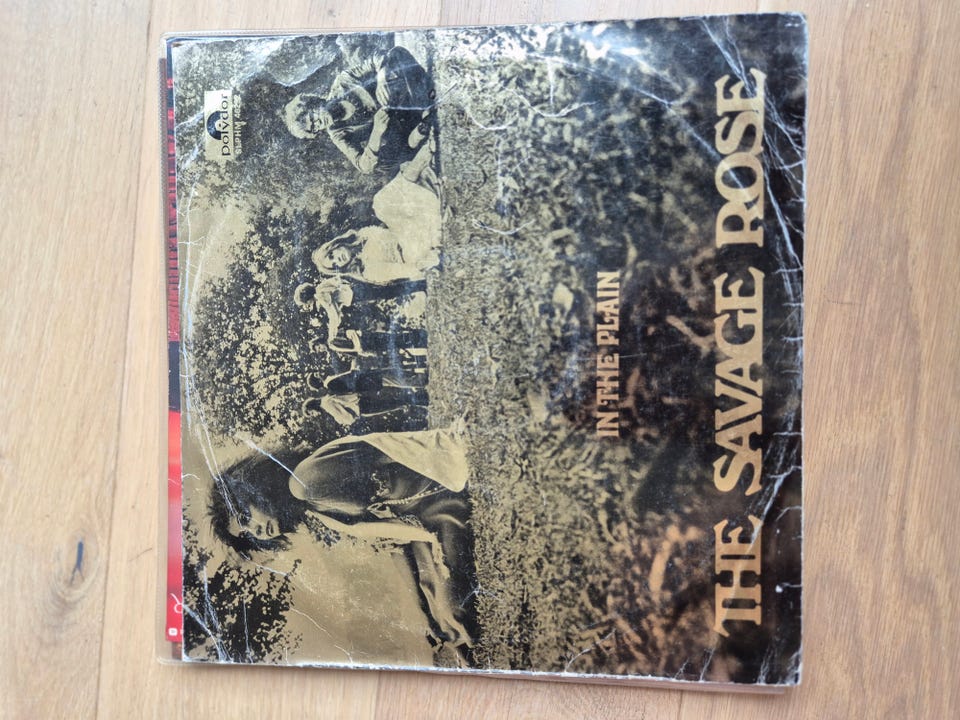 polydor
IN THE PLAIN
THE SAVAGE ROSE